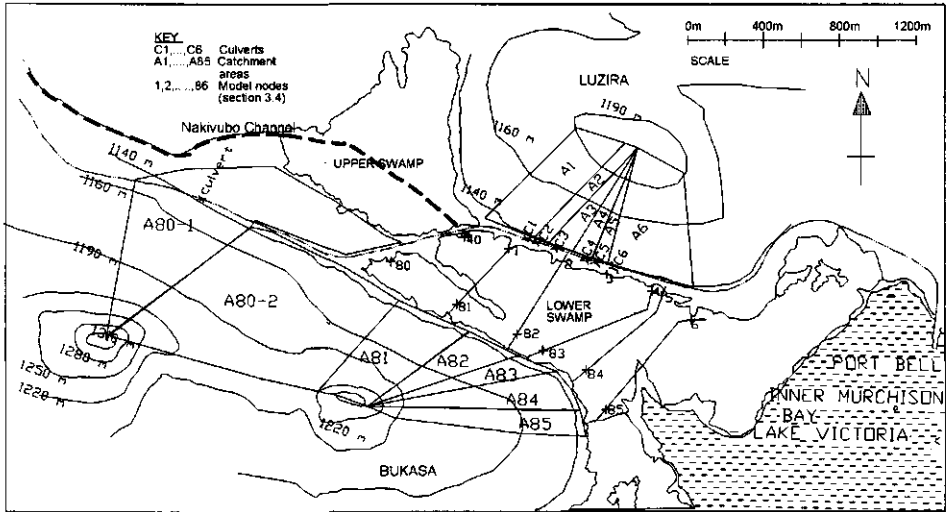 0m 400m 800m 1200m
SCALE
KEY
C1,...,C6 Culverts
A1,....,A85 Catchment
areas
1,2,....,86 Model nodes
(section 3.4)
N
LUZIRA
1190 m
1160 m
Nakivubo Channel
1140 m
culvert
UPPER SWAMP
1160 m
1140 m
A1
A2
A3
A4
A5
A6
A80-1
C1
C2
C3
C4
C5
C6
40
1
80
1190 m
A80-2
81
LOWER
SWAMP
82
83
A81
A82
A83
84
PORT BELL
1280 m
1250 m
1220 m
A84
85
INNER MURCHISON
BAY
A85
LAKE VICTORIA
1220 m
BUKASA